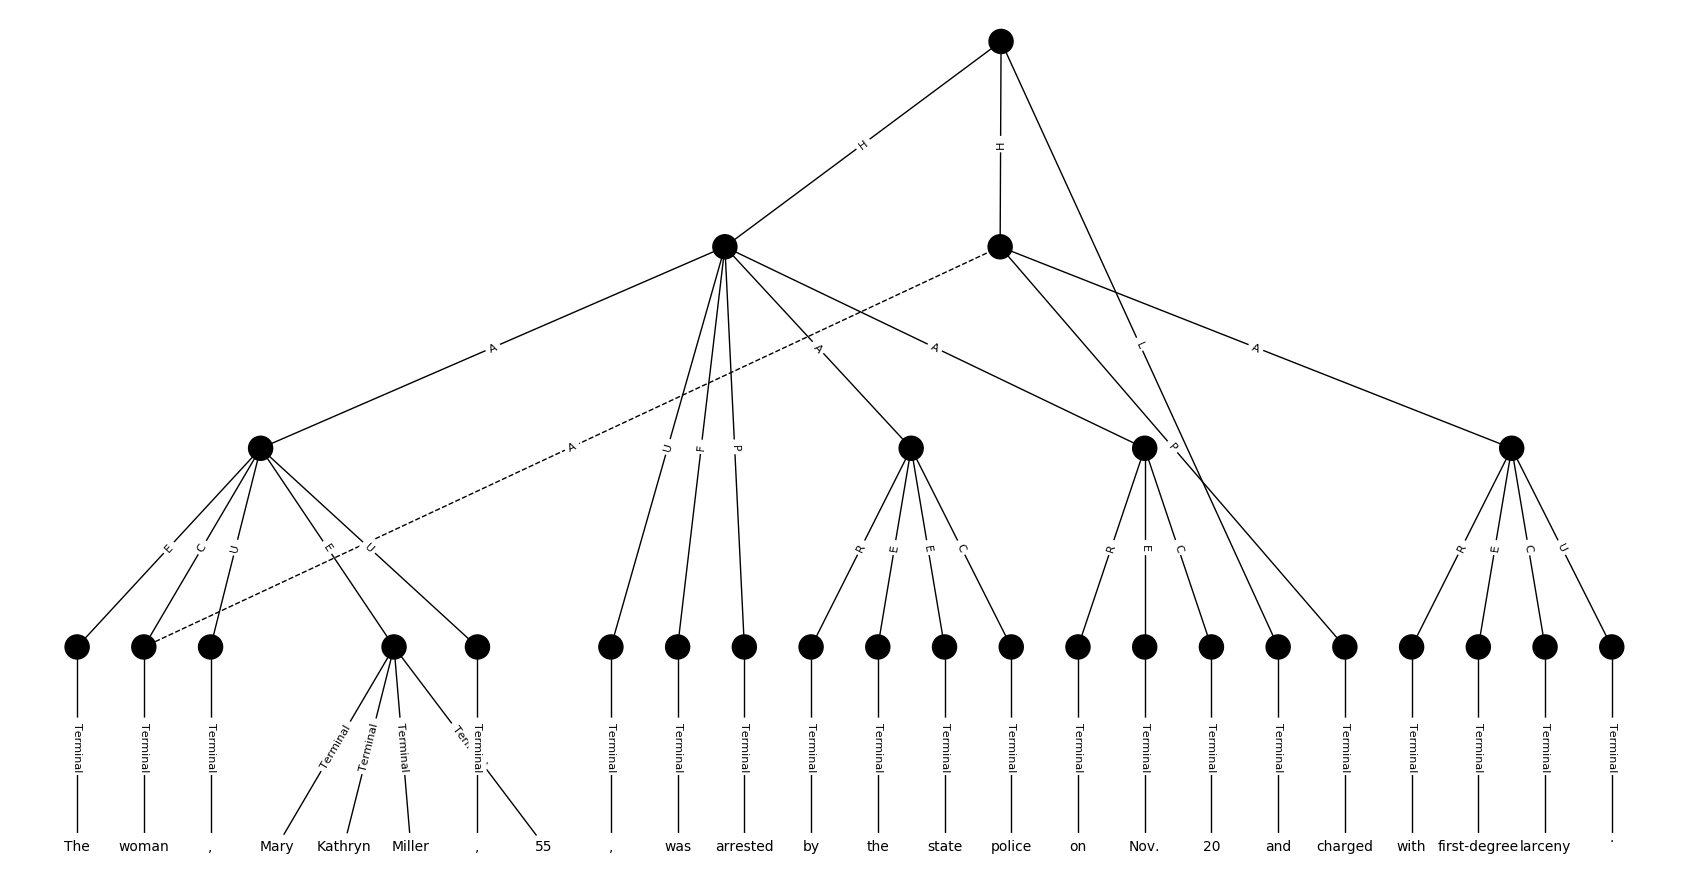 H
H
A
A
A
L
A
U
F
P
A
P
E
C
U
E
U
R
E
E
C
R
E
C
R
E
C
U
Terminal Terminal Terminal Terminal Terminal Terminal Terminal Terminal Terminal Terminal Terminal Terminal Terminal Terminal Terminal Terminal Terminal Terminal Terminal Terminal Terminal Terminal Terminal
The woman , Mary Kathryn Miller , 55 , was arrested by the state police on Nov. 20 and charged with first-degree larceny .